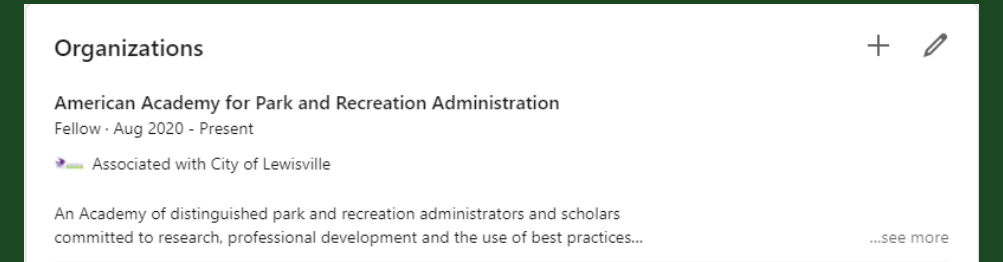 Organizations
American Academy for Park and Recreation Administration
Fellow · Aug 2020 - Present
Associated with City of Lewisville
An Academy of distinguished park and recreation administrators and scholars
committed to research, professional development and the use of best practices...
...see more